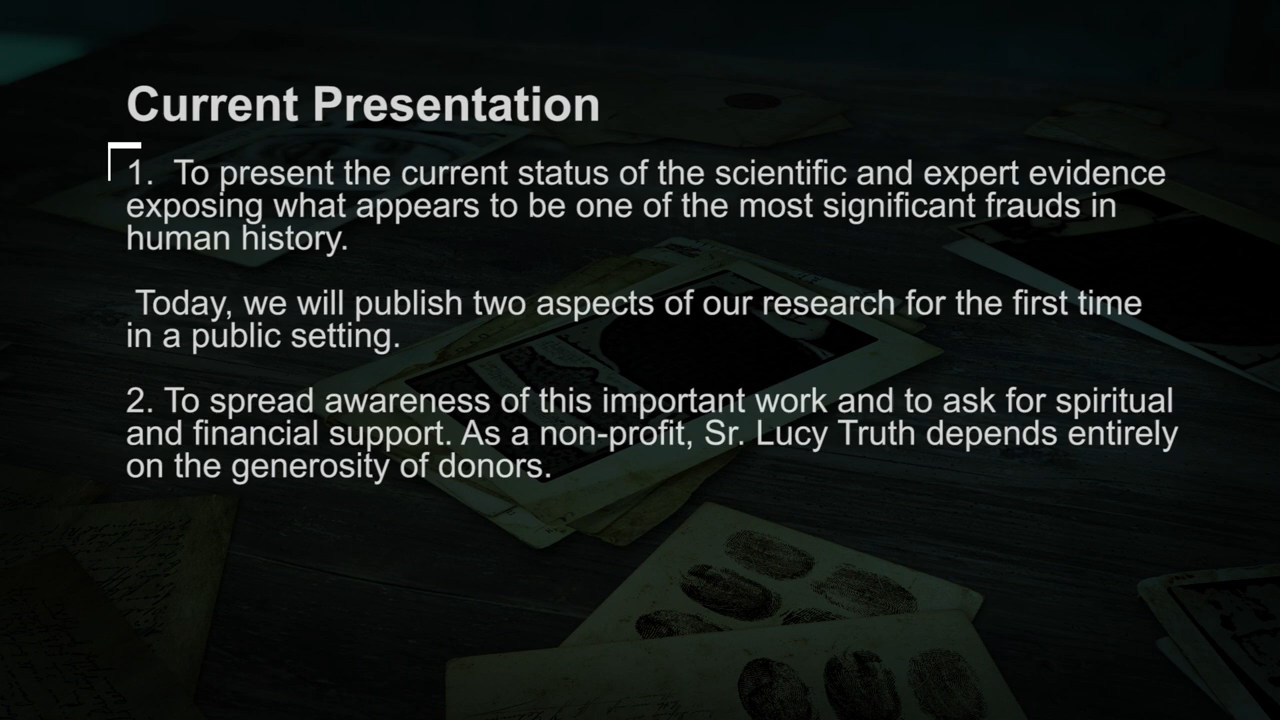 Current Presentation
1. To present the current status of the scientific and expert evidence
exposing what appears to be one of the most significant frauds in
human history.
Today, we will publish two aspects of our research for the first time
in a public setting.
2. To spread awareness of this important work and to ask for spiritual
and financial support. As a non-profit, Sr. Lucy Truth depends entirely
on the generosity of donors.